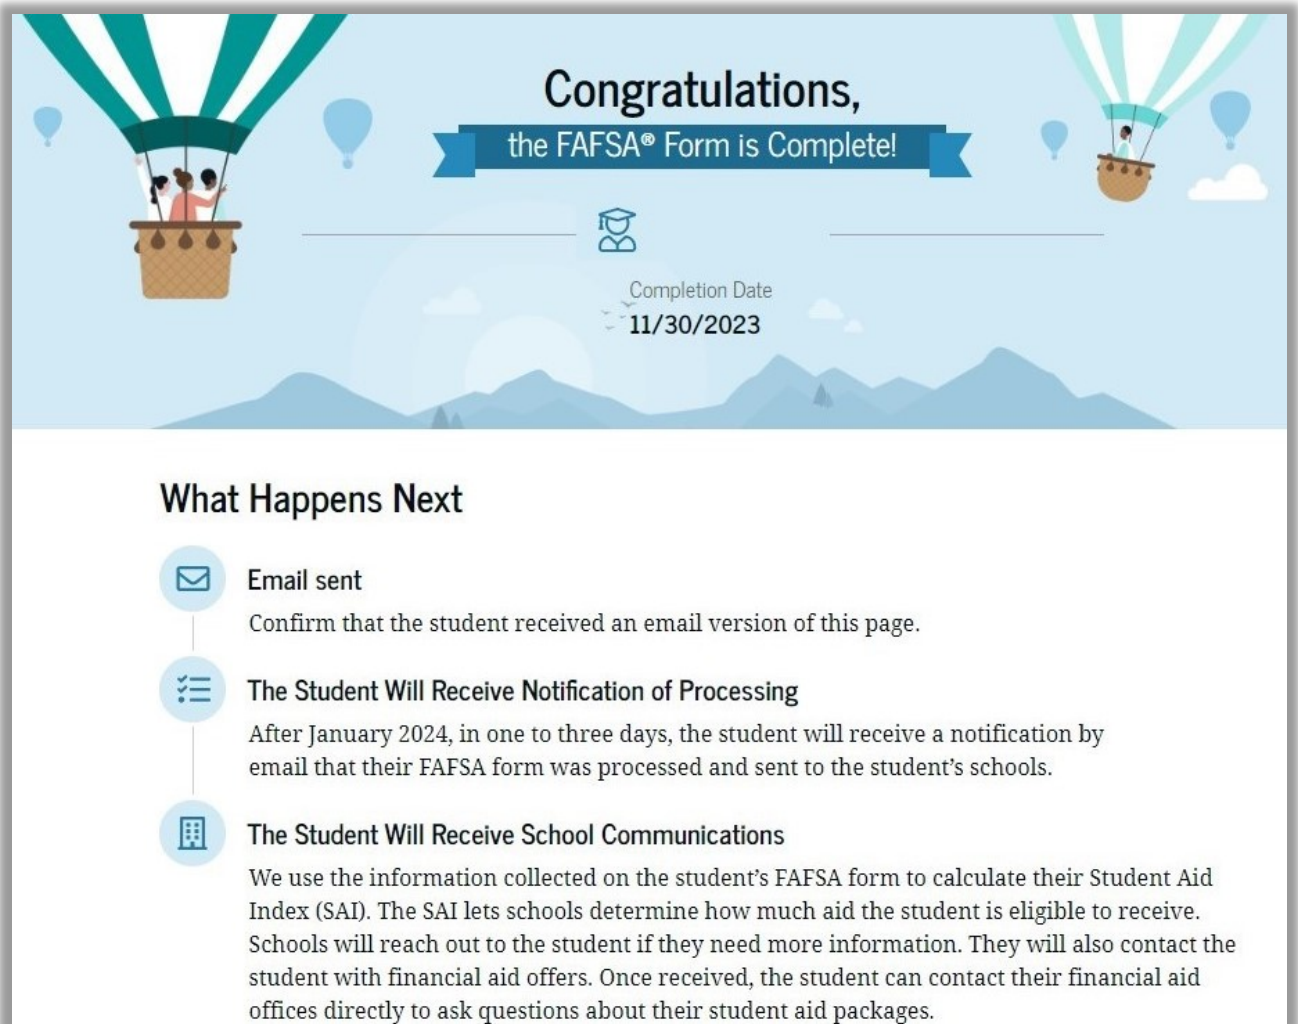 Congratulations,
the FAFSA® Form is Complete!
Completion Date
11/30/2023
What Happens Next
Email sent
Confirm that the student received an email version of this page.
The Student Will Receive Notification of Processing
After January 2024, in one to three days, the student will receive a notification by
email that their FAFSA form was processed and sent to the student’s schools.
The Student Will Receive School Communications
We use the information collected on the student’s FAFSA form to calculate their Student Aid
Index (SAI). The SAI lets schools determine how much aid the student is eligible to receive.
Schools will reach out to the student if they need more information. They will also contact the
student with financial aid offers. Once received, the student can contact their financial aid
offices directly to ask questions about their student aid packages.